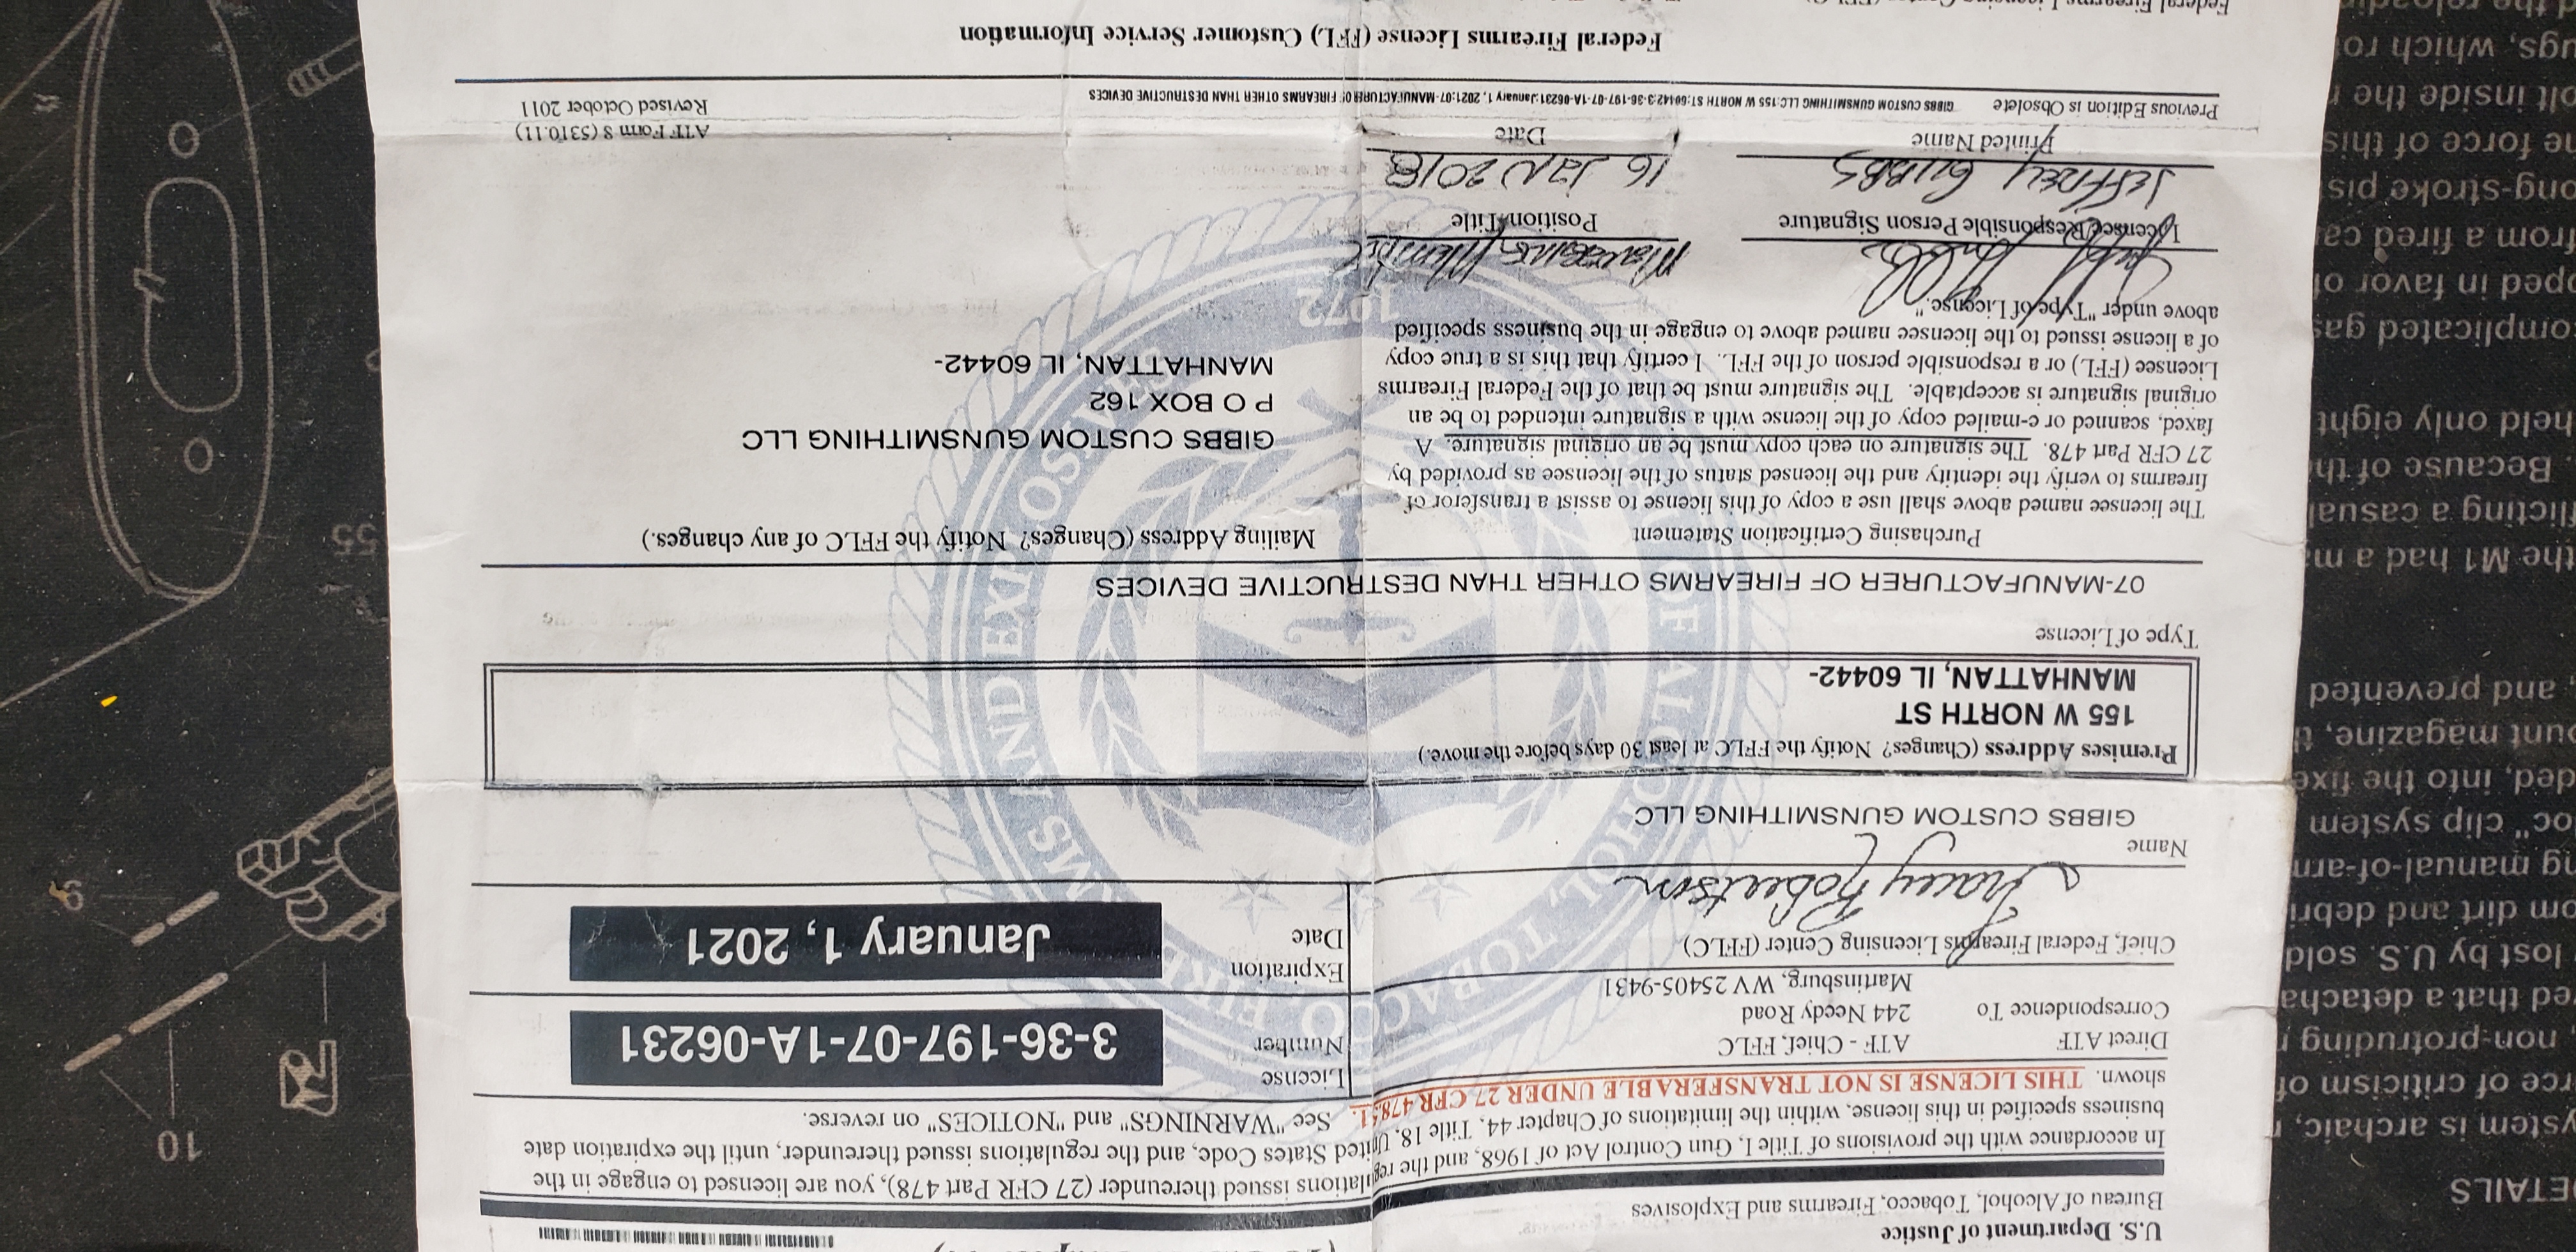 U.S. Department of Justice
Bureau of Alcohol, Tobacco, Firearms and Explosives
In accordance with the provisions of Title I, Gun Control Act of 1968, and the regulations issued thereunder (27 CFR Part 478), you are licensed to engage in the
business specified in this license, within the limitations of Chapter 44, Title 18, United States Code, and the regulations issued thereunder, until the expiration date
shown. THIS LICENSE IS NOT TRANSFERABLE UNDER 27 CFR 478.51. See "WARNINGS" and "NOTICES" on reverse.
Direct ATF
Correspondence To
ATF - Chief, FFLC
244 Needy Road
Martinsburg, WV 25405-9431
License
Number
3-36-197-07-1A-06231
Chief, Federal Firearms Licensing Center (FFLC)
Tracey Robertson
Expiration
Date
January 1, 2021
Name
GIBBS CUSTOM GUNSMITHING LLC
Premises Address (Changes? Notify the FFLC at least 30 days before the move.)
155 W NORTH ST
MANHATTAN, IL 60442-
Type of License
07-MANUFACTURER OF FIREARMS OTHER THAN DESTRUCTIVE DEVICES
Purchasing Certification Statement
The licensee named above shall use a copy of this license to assist a transferor of
firearms to verify the identity and the licensed status of the licensee as provided by
27 CFR Part 478. The signature on each copy must be an original signature. A
faxed, scanned or e-mailed copy of the license with a signature intended to be an
original signature is acceptable. The signature must be that of the Federal Firearms
Licensee (FFL) or a responsible person of the FFL. I certify that this is a true copy
of a license issued to the licensee named above to engage in the business specified
above under "Type of License."
Mailing Address (Changes? Notify the FFLC of any changes.)
GIBBS CUSTOM GUNSMITHING LLC
P O BOX 162
MANHATTAN, IL 60442-
Jeff Gibbs
Licensee/Responsible Person Signature
MANAGING MEMBER
Position/Title
JEFFREY GIBBS
Printed Name
16 JAN 2018
Date
Previous Edition is Obsolete
GIBBS CUSTOM GUNSMITHING LLC:155 W NORTH ST:60442:3-36-197-07-1A-06231:January 1, 2021:07-MANUFACTURER OF FIREARMS OTHER THAN DESTRUCTIVE DEVICES
ATF Form 8 (5310.11)
Revised October 2011
Federal Firearms License (FFL) Customer Service Information
OF ALCOHOL, TOBACCO, FIREARMS AND EXPLOSIVES
1972
ETAILS
ystem is archaic,
rce of criticism of
, non-protruding
ed that a detacha
lost by U.S. sold
om dirt and debri
ng manual-of-arm
oc" clip system
ded, into the fixe
ount magazine,
, and prevented
the M1 had a
flicting a casual
. Because of
held only eight
omplicated gas
pped in favor of
from a fired
ong-stroke pis
he force of this
olt inside the
ugs, which ro
10
9
55